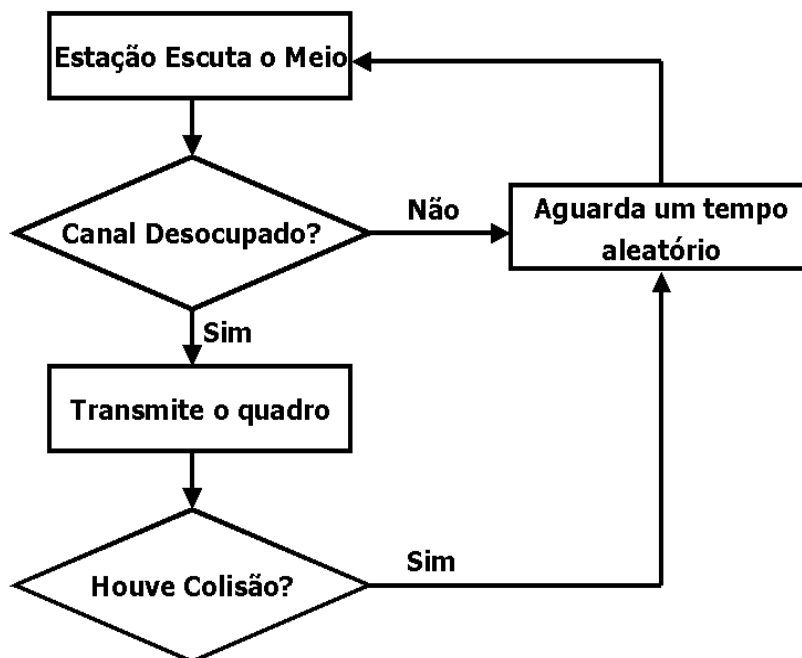 Estação Escuta o Meio
Canal Desocupado?
Não
Aguarda um tempo
aleatório
Sim
Transmite o quadro
Houve Colisão?
Sim